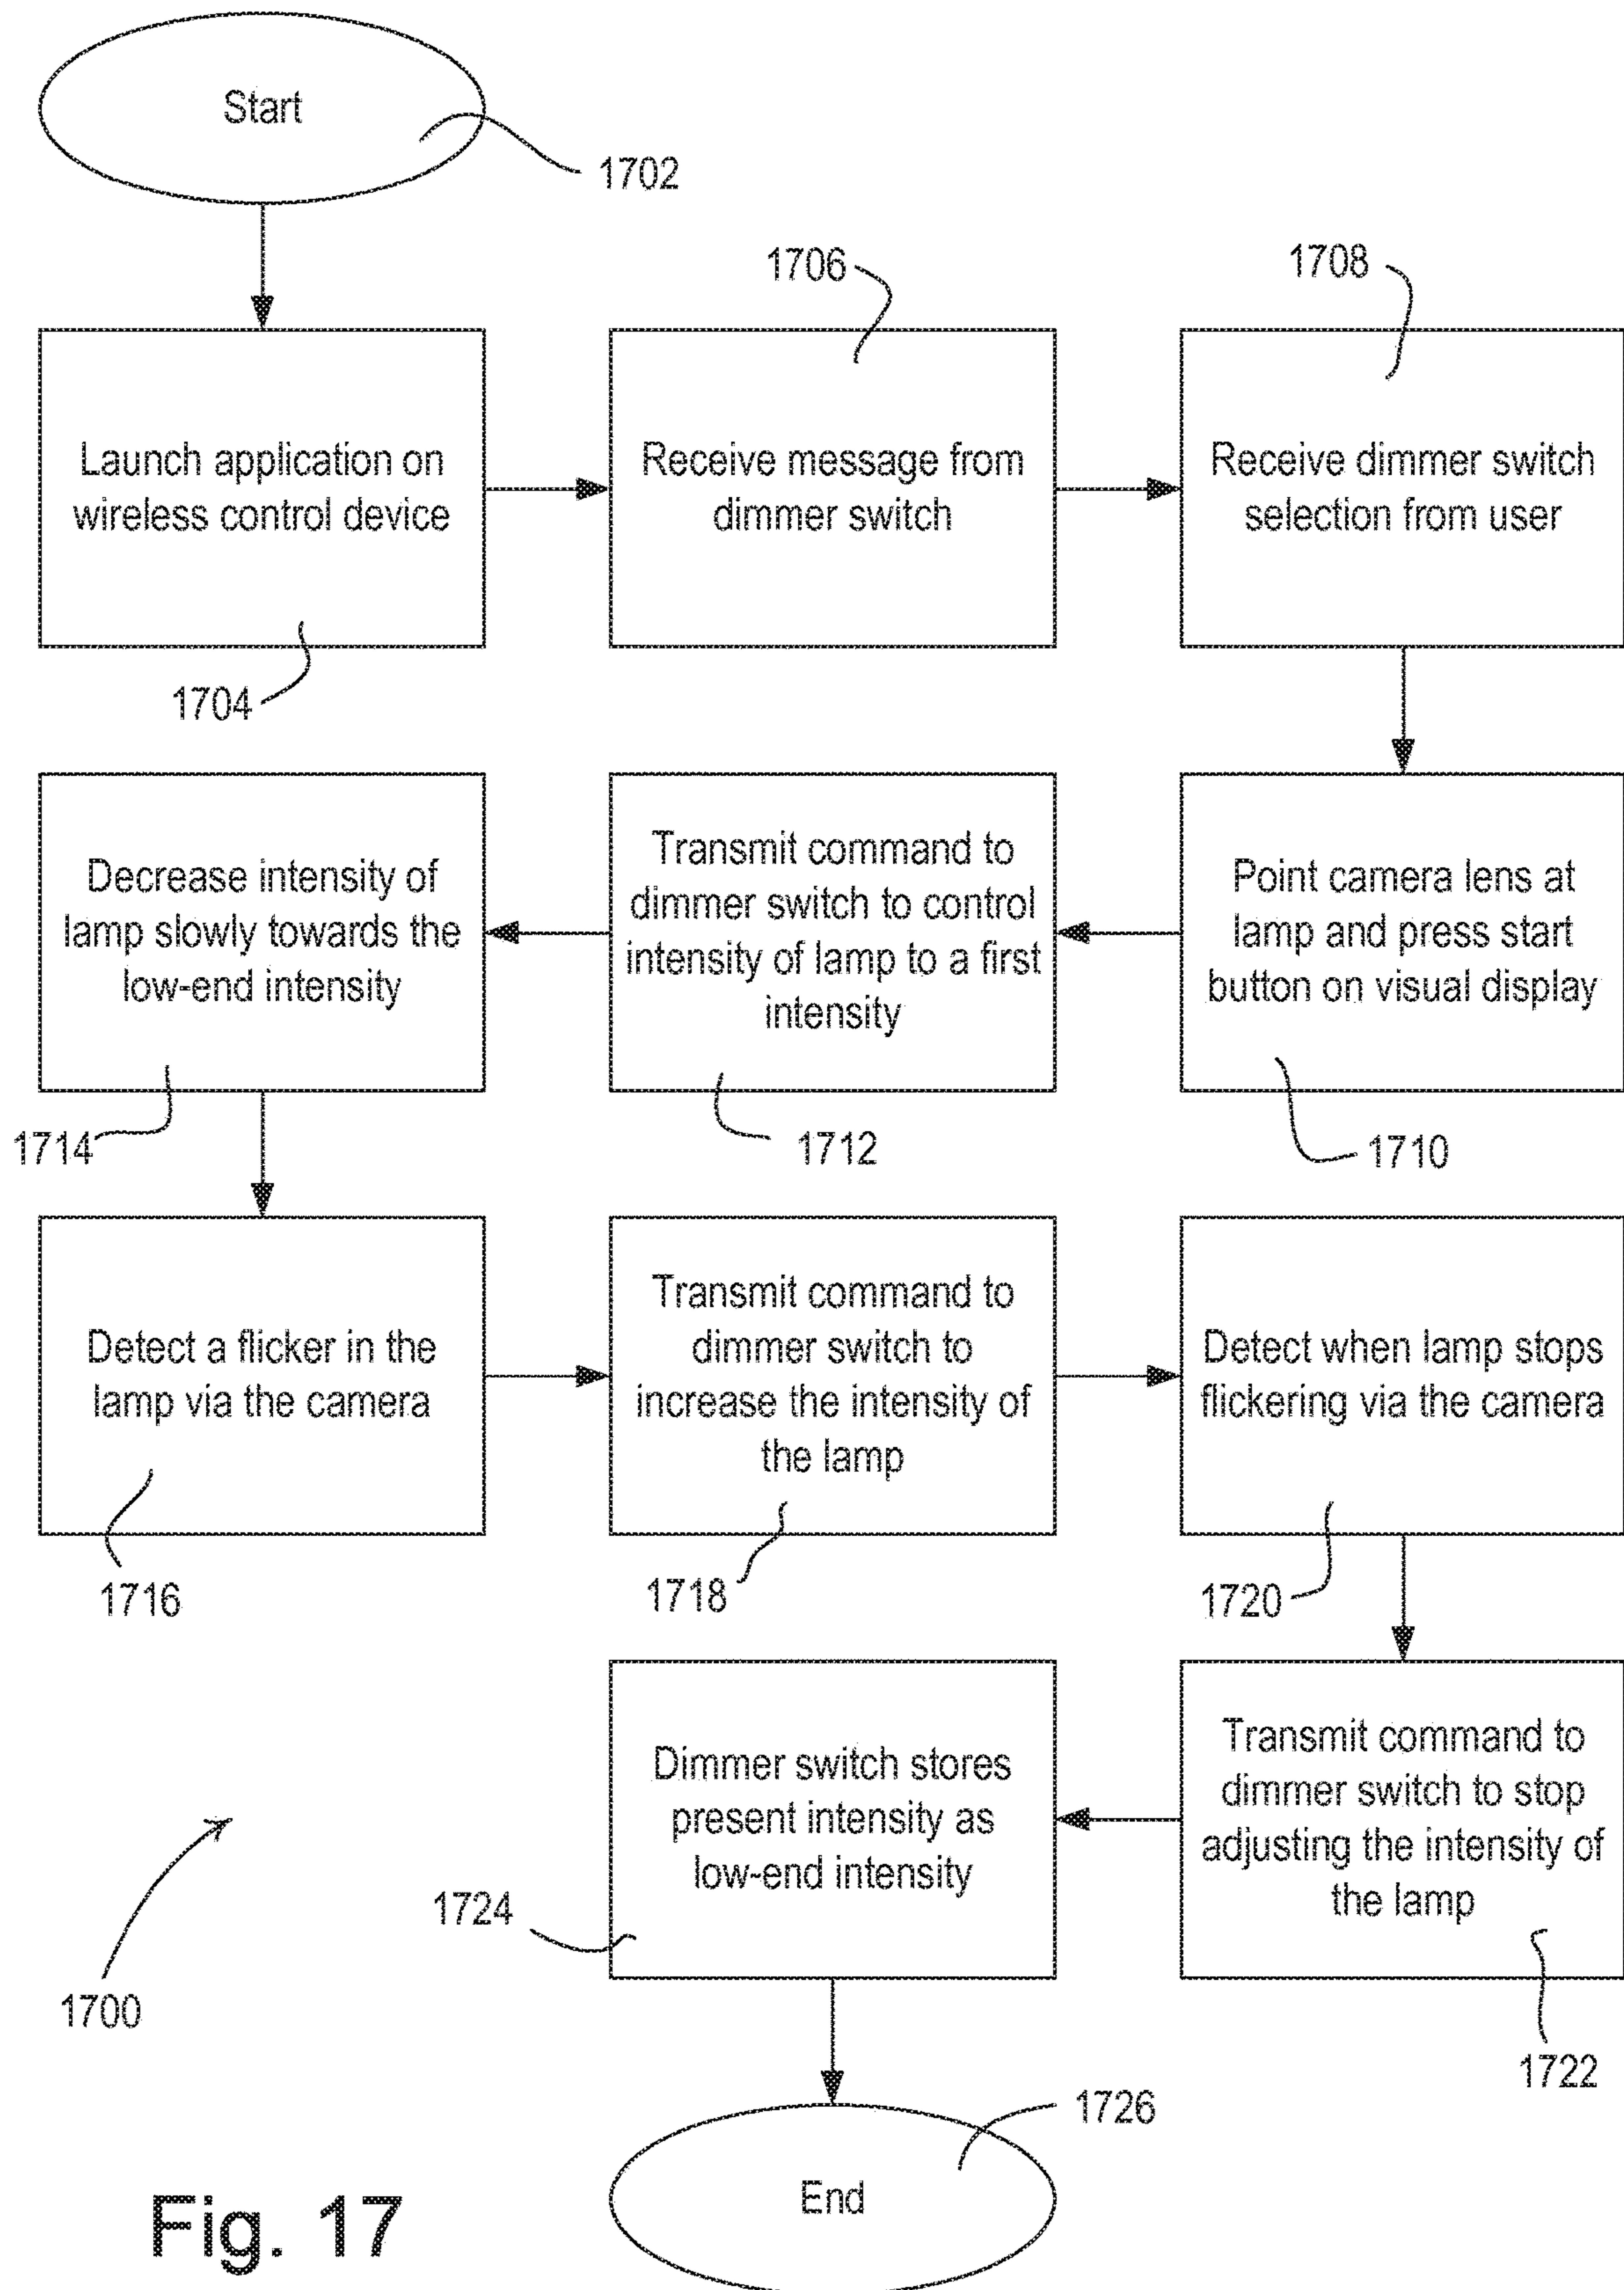 Start
1702
1706
1708
Launch application on
wireless control device
1704
Receive message from
dimmer switch
Receive dimmer switch
selection from user
Point camera lens at
lamp and press start
button on visual display
1710
Transmit command to
dimmer switch to control
intensity of lamp to a first
intensity
1712
Decrease intensity of
lamp slowly towards the
low-end intensity
1714
Detect a flicker in the
lamp via the camera
1716
Transmit command to
dimmer switch to
increase the intensity of
the lamp
1718
Detect when lamp stops
flickering via the camera
1720
Transmit command to
dimmer switch to stop
adjusting the intensity of
the lamp
1722
Dimmer switch stores
present intensity as
low-end intensity
1724
1700
1726
End
Fig. 17